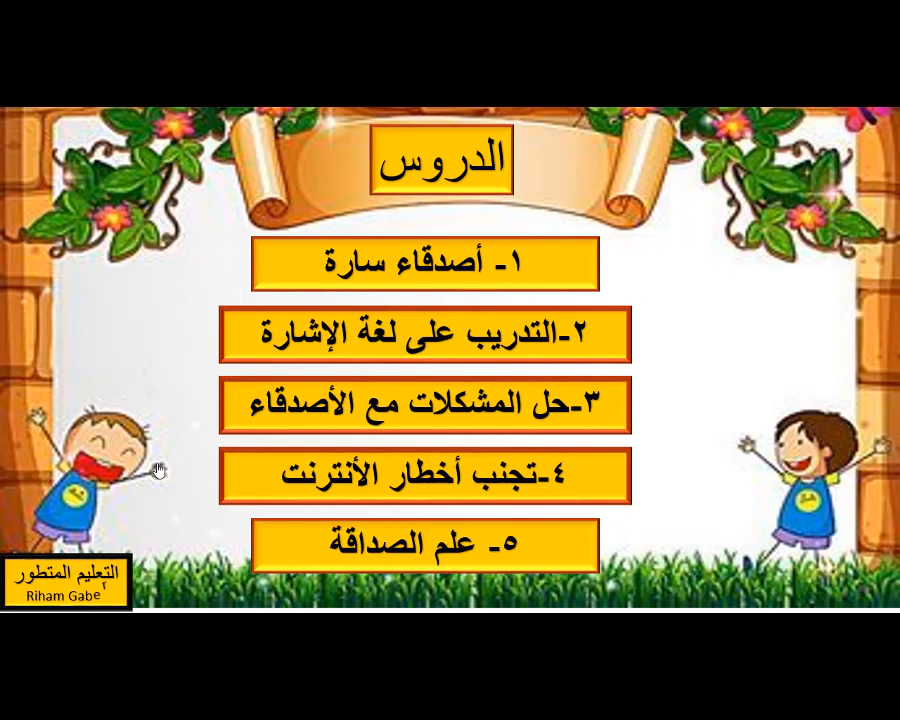 الدروس
١- أصدقاء سارة
٢-التدريب على لغة الإشارة
٣-حل المشكلات مع الأصدقاء
٤-تجنب أخطار الأنترنت
٥- علم الصداقة
التعليم المتطور
Riham Gabe